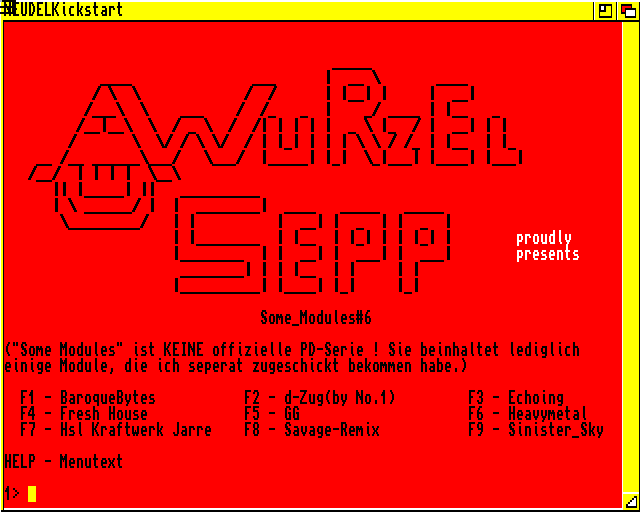 NEUDELKickstart
AWURZEL
SEPP
proudly
presents
Some_Modules#6
("Some Modules" ist KEINE offizielle PD-Serie ! Sie beinhaltet lediglich
einige Module, die ich seperat zugeschickt bekommen habe.)
F1 - BaroqueBytes F2 - d-Zug(by No.1) F3 - Echoing
F4 - Fresh House F5 - GG F6 - Heavymetal
F7 - Hsl Kraftwerk Jarre F8 - Savage-Remix F9 - Sinister_Sky
HELP - Menutext
1>